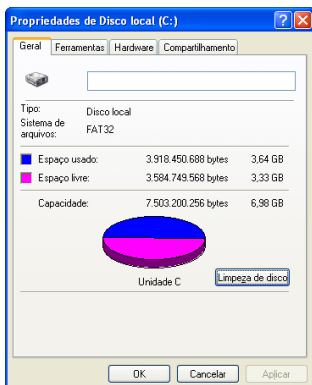 Propriedades de Disco local (C:)
Geral Ferramentas Hardware Compartilhamento
Tipo: Disco local
Sistema de arquivos: FAT32
Espaço usado: 3.918.450.688 bytes 3,64 GB
Espaço livre: 3.584.749.568 bytes 3,33 GB
Capacidade: 7.503.200.256 bytes 6,98 GB
Unidade C
Limpeza de disco
OK Cancelar Aplicar